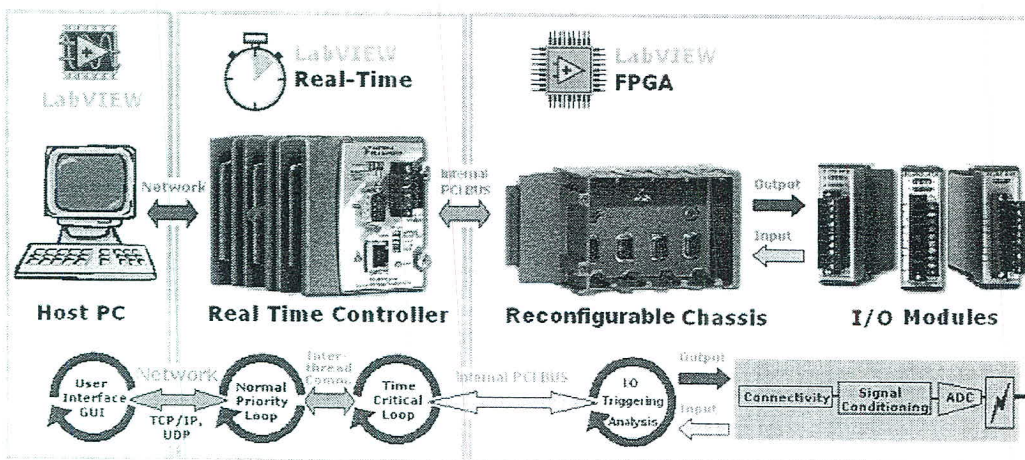 LabVIEW
LabVIEW
Real-Time
LabVIEW
FPGA
Network
Internal
PCI BUS
Output
Input
Host PC
Real Time Controller
Reconfigurable Chassis
I/O Modules
User
Interface
GUI
Network
TCP/IP,
UDP
Normal
Priority
Loop
Inter-
thread
Comm.
Time
Critical
Loop
Internal PCI BUS
IO
Triggering
Analysis
Output
Input
Connectivity
Signal
Conditioning
ADC